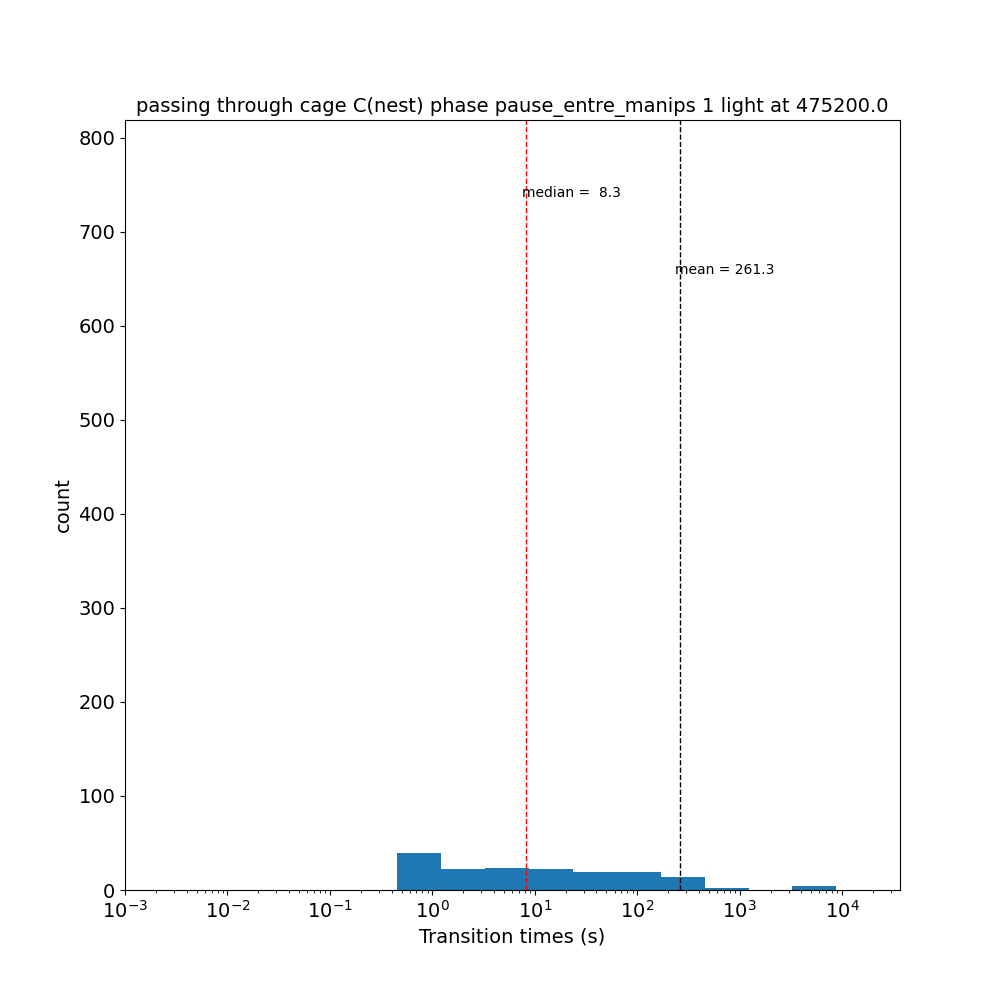 passing through cage C(nest) phase pause_entre_manips 1 light at 475200.0
800
median =  8.3
700
mean = 261.3
600
500
count
400
300
200
100
0
10⁻³ 10⁻² 10⁻¹ 10⁰ 10¹ 10² 10³ 10⁴
Transition times (s)